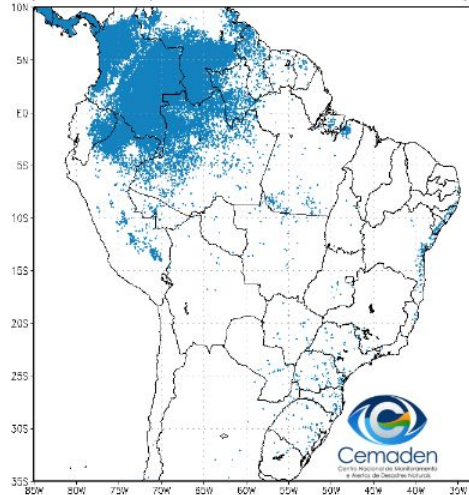 10N
5N
EQ
5S
10S
15S
20S
25S
30S
35S
85W 80W 75W 70W 65W 60W 55W 50W 45W 40W 35W
Cemaden
Centro Nacional de Monitoramento
e Alertas de Desastres Naturais